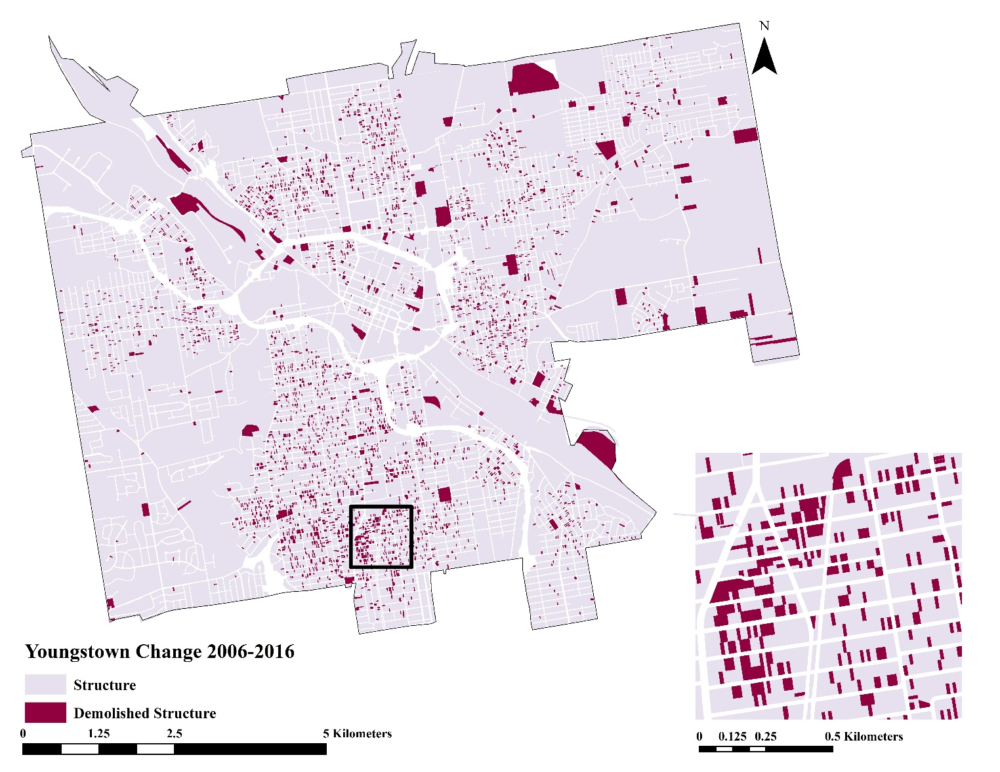 N
Youngstown Change 2006-2016
Structure
Demolished Structure
0 1.25 2.5 5 Kilometers
0 0.125 0.25 0.5 Kilometers